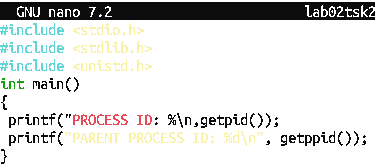 GNU nano 7.2 lab02tsk2
#include <stdio.h>
#include <stdlib.h>
#include <unistd.h>
int main()
{
printf("PROCESS ID: %\n,getpid());
printf("PARENT PROCESS ID: %d\n", getppid());
}